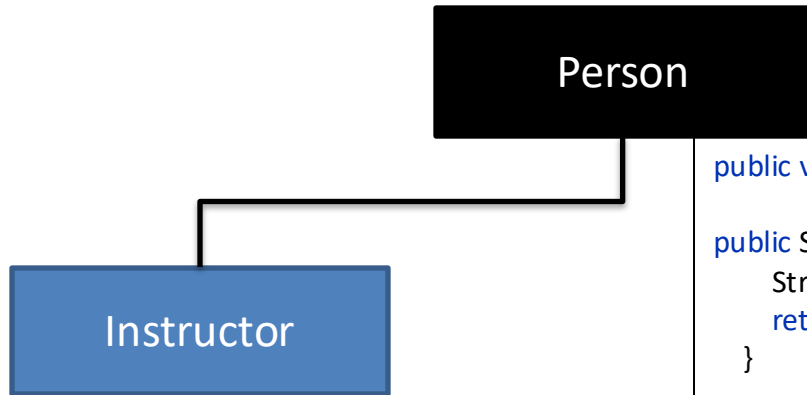 Person
public v
public S
Str
ret
}
Instructor